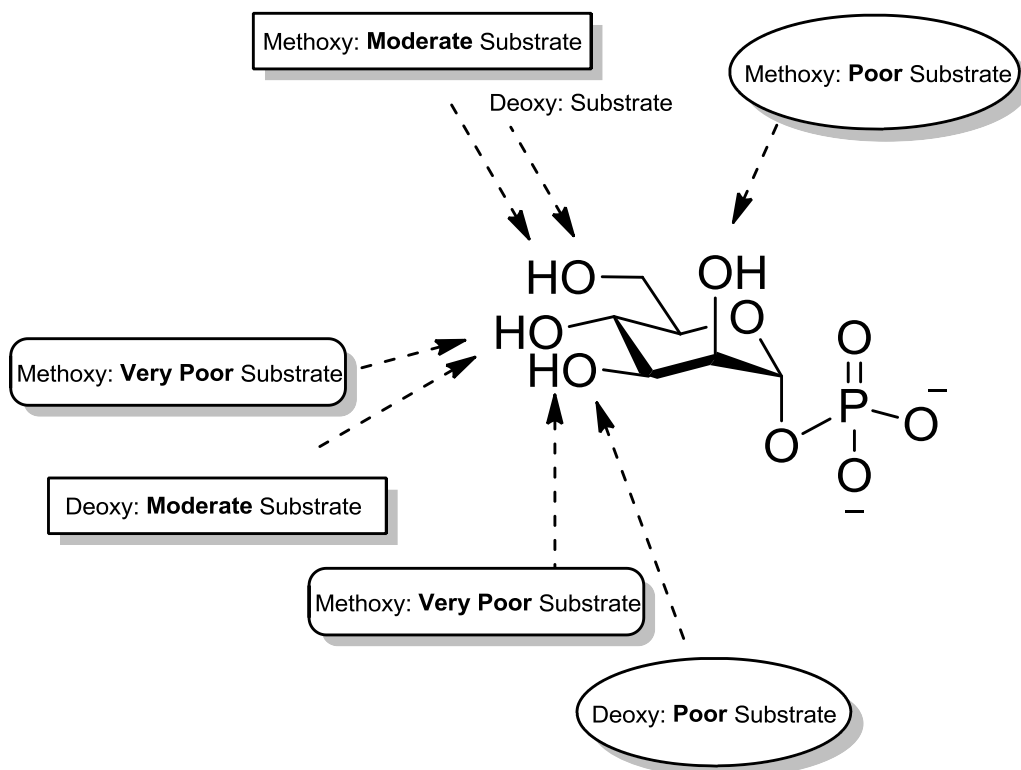 Methoxy: Moderate Substrate
Deoxy: Substrate
Methoxy: Poor Substrate
HO
OH
HO
O
HO
O
P
O
O
O
–
–
Methoxy: Very Poor Substrate
Deoxy: Moderate Substrate
Methoxy: Very Poor Substrate
Deoxy: Poor Substrate